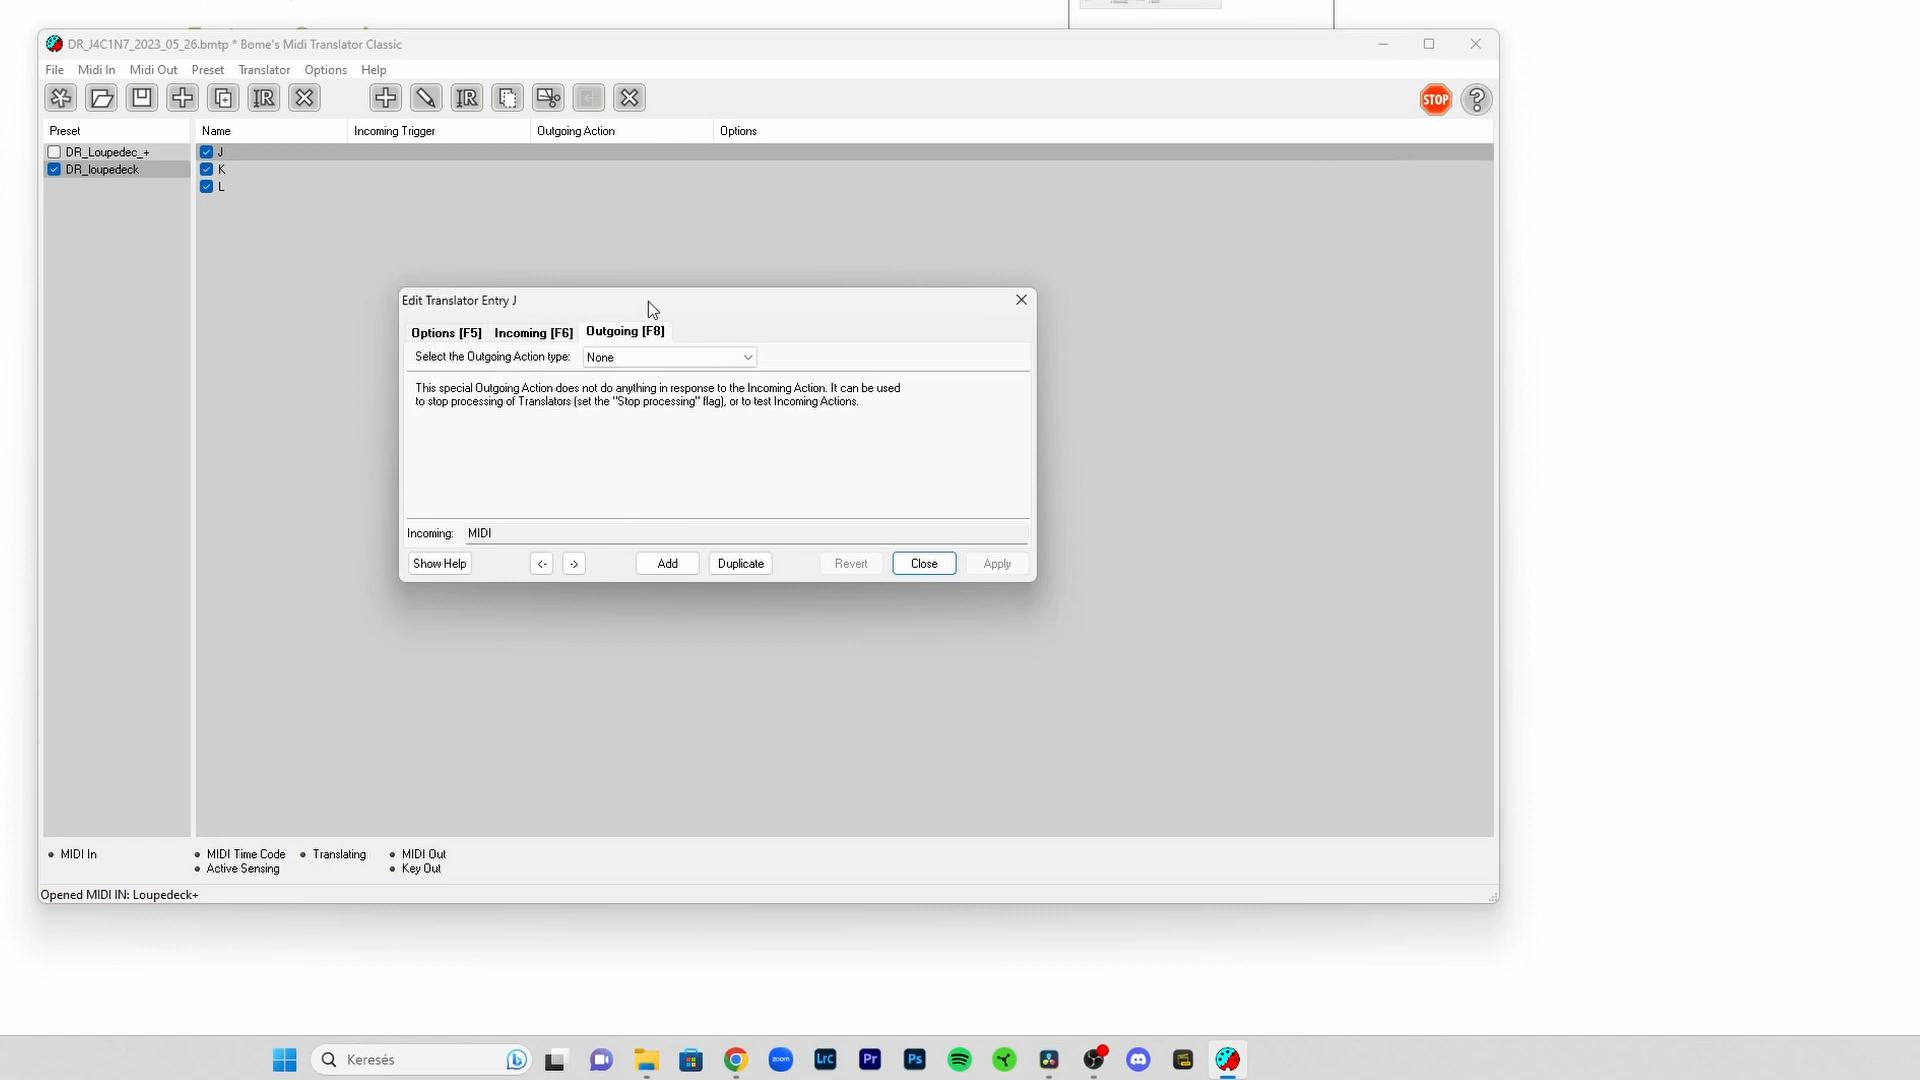 DR_J4C1N7_2023_05_26.bmtp * Bome's Midi Translator Classic
File Midi In Midi Out Preset Translator Options Help
STOP ?
Preset Name Incoming Trigger Outgoing Action Options
DR_Loupedec_+ J
DR_loupedeck K
L
Edit Translator Entry J
Options [F5] Incoming [F6] Outgoing [F8]
Select the Outgoing Action type: None
This special Outgoing Action does not do anything in response to the Incoming Action. It can be used
to stop processing of Translators (set the "Stop processing" flag), or to test Incoming Actions.
Incoming: MIDI
Show Help <- -> Add Duplicate Revert Close Apply
MIDI In MIDI Time Code Translating MIDI Out
Active Sensing Key Out
Opened MIDI IN: Loupedeck+
Keresés zoom Lrc Pr Ps